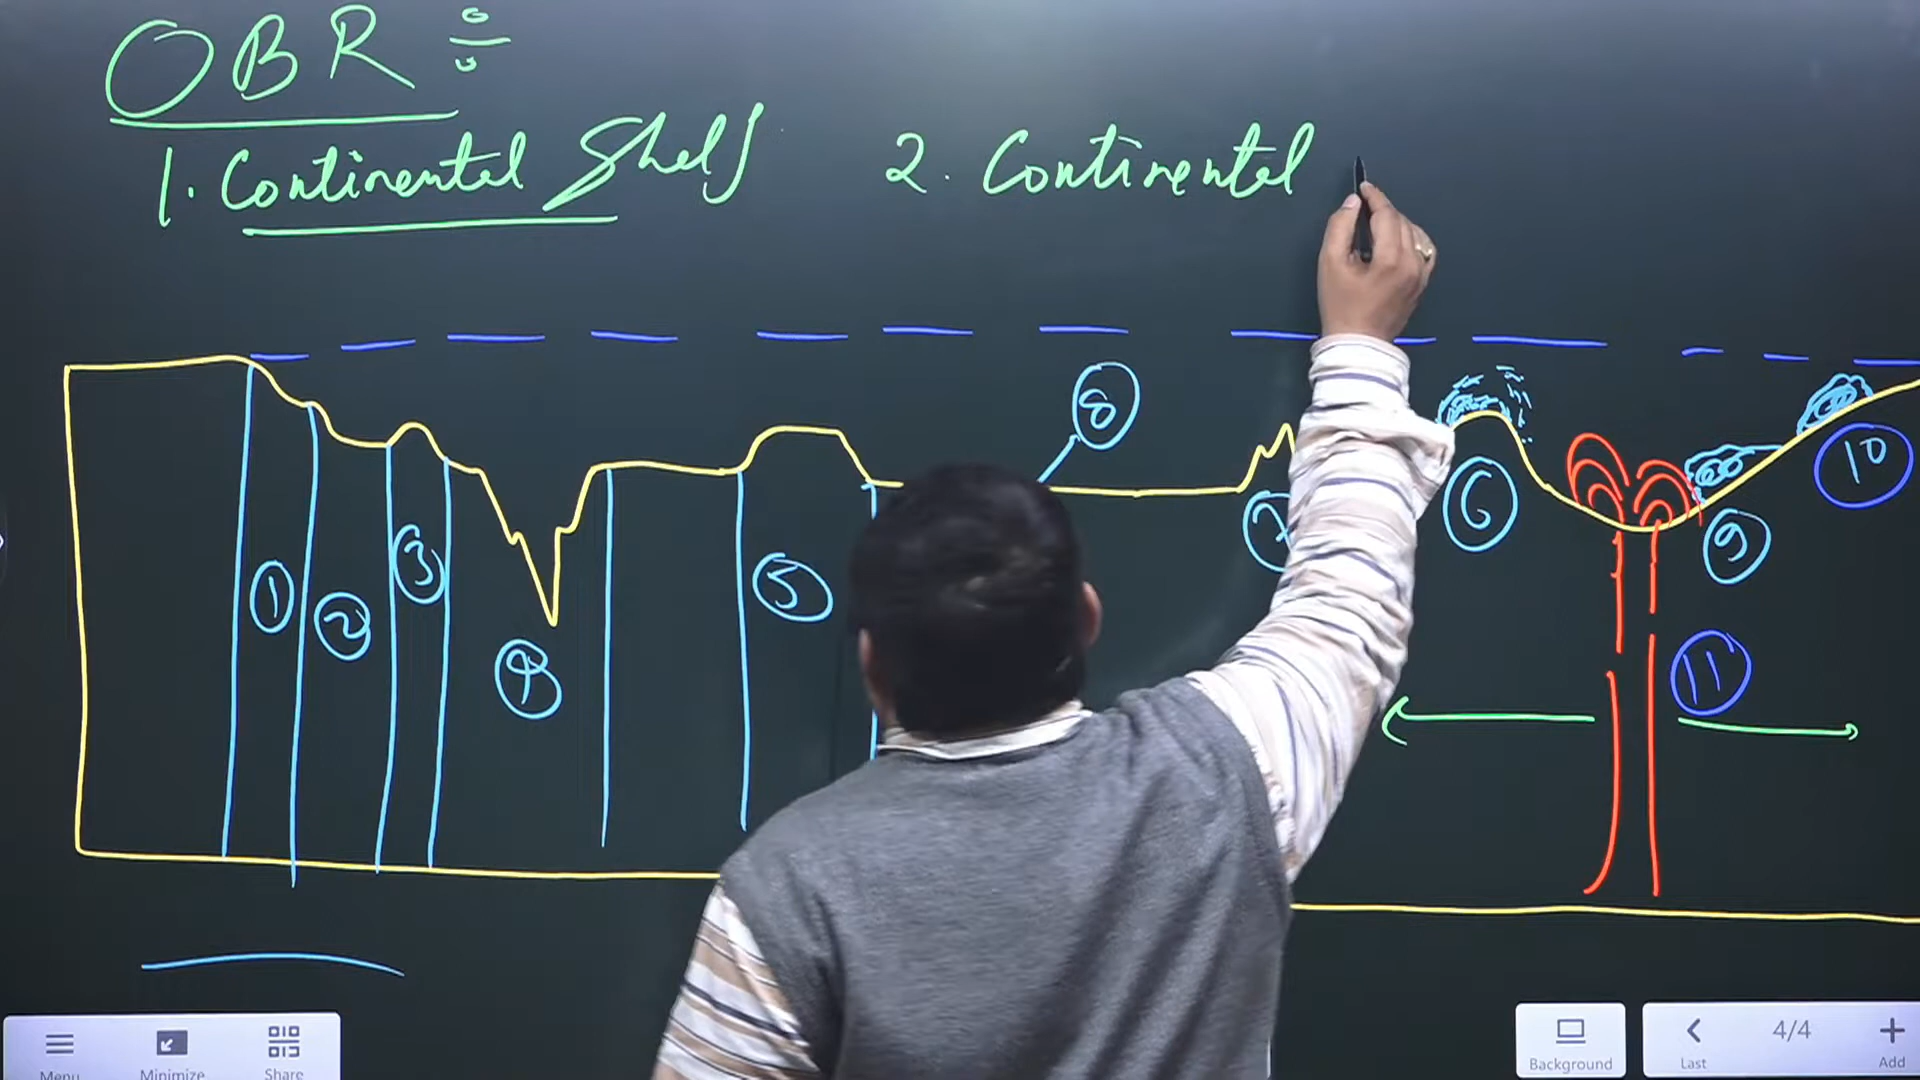 OBR ÷
1. Continental Shelf 2. Continental
8
10
6
7
9
3
1
5
2
4
11
Menu Minimize Share
Background
4/4
Last Add